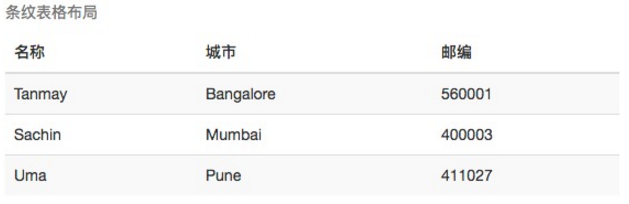 条纹表格布局
名称 城市 邮编
Tanmay Bangalore 560001
Sachin Mumbai 400003
Uma Pune 411027